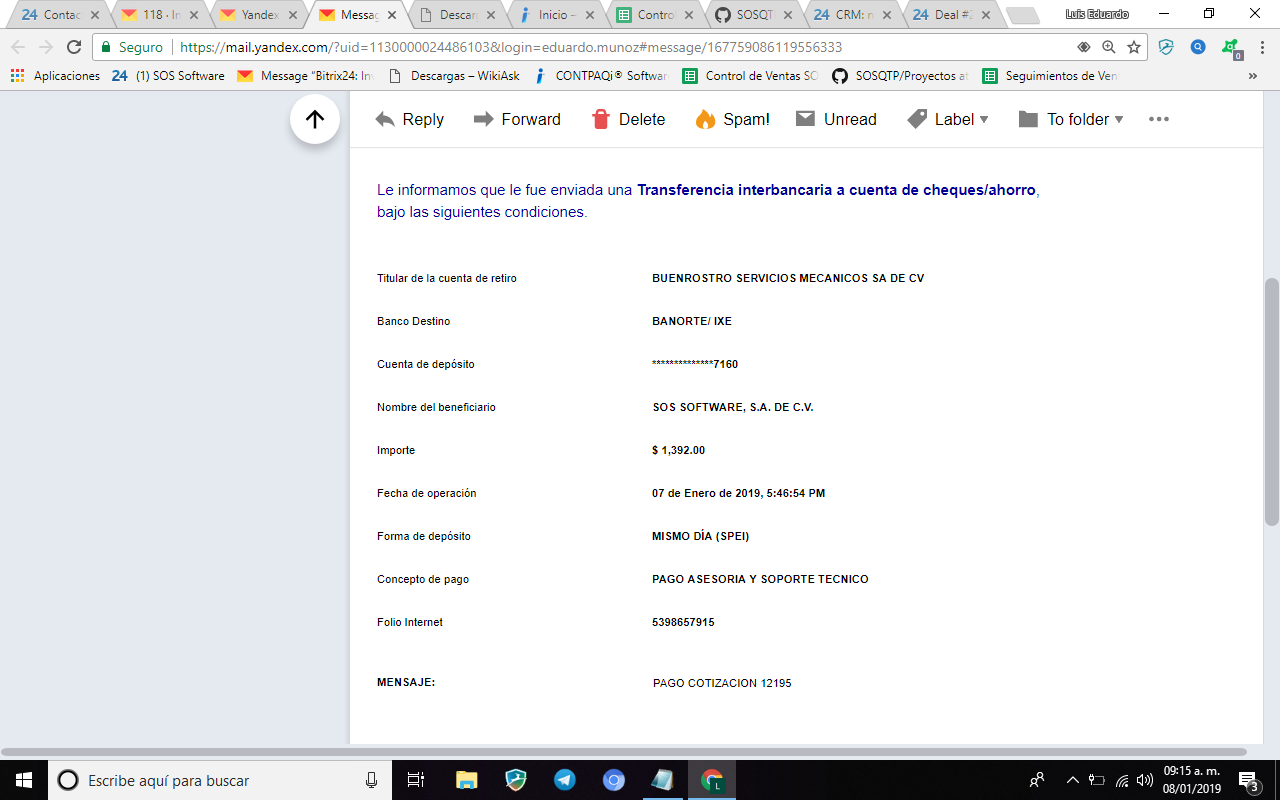 24 Contac
118 · In
Yandex
Messag
Descar
Inicio –
Contro
SOSQT
24 CRM: n
24 Deal #2
Luis Eduardo
Seguro https://mail.yandex.com/?uid=1130000024486103&login=eduardo.munoz#message/167759086119556333
0
Aplicaciones 24 (1) SOS Software Message "Bitrix24: In Descargas – WikiAsk CONTPAQi® Softwar Control de Ventas SO SOSQTP/Proyectos at Seguimientos de Ven »
Reply Forward Delete Spam! Unread Label To folder
Le informamos que le fue enviada una Transferencia interbancaria a cuenta de cheques/ahorro,
bajo las siguientes condiciones.
Titular de la cuenta de retiro BUENROSTRO SERVICIOS MECANICOS SA DE CV
Banco Destino BANORTE/ IXE
Cuenta de depósito **************7160
Nombre del beneficiario SOS SOFTWARE, S.A. DE C.V.
Importe $ 1,392.00
Fecha de operación 07 de Enero de 2019, 5:46:54 PM
Forma de depósito MISMO DÍA (SPEI)
Concepto de pago PAGO ASESORIA Y SOPORTE TECNICO
Folio Internet 5398657915
MENSAJE: PAGO COTIZACION 12195
Escribe aquí para buscar
L
09:15 a. m.
08/01/2019
3